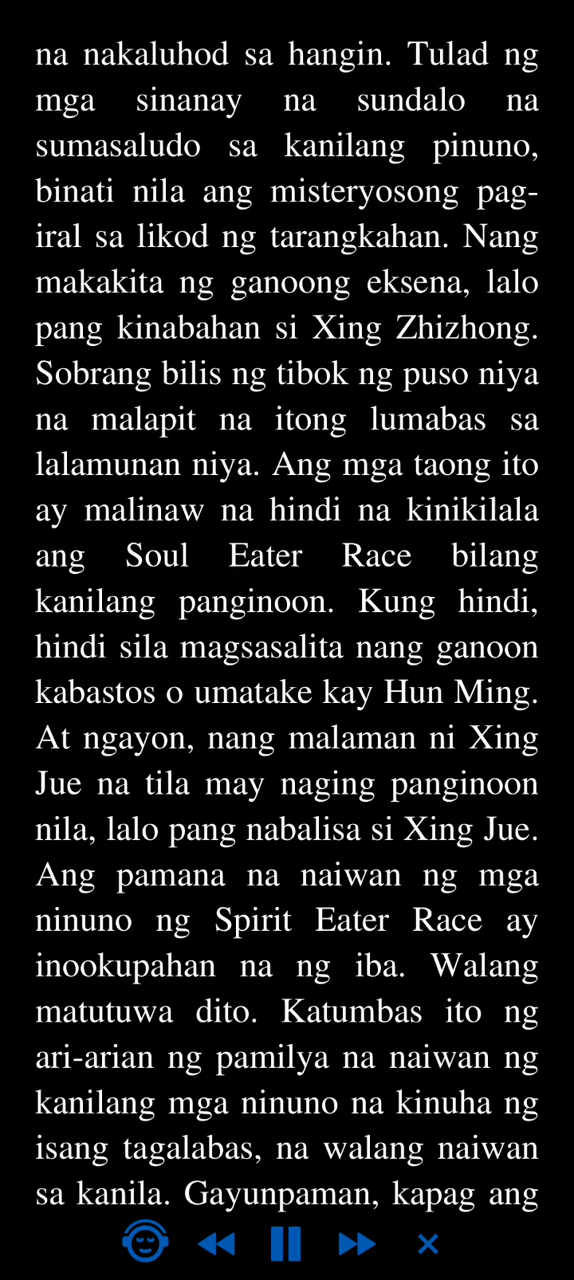 na nakaluhod sa hangin. Tulad ng
mga sinanay na sundalo na
sumasaludo sa kanilang pinuno,
binati nila ang misteryosong pag-
iral sa likod ng tarangkahan. Nang
makakita ng ganoong eksena, lalo
pang kinabahan si Xing Zhizhong.
Sobrang bilis ng tibok ng puso niya
na malapit na itong lumabas sa
lalamunan niya. Ang mga taong ito
ay malinaw na hindi na kinikilala
ang Soul Eater Race bilang
kanilang panginoon. Kung hindi,
hindi sila magsasalita nang ganoon
kabastos o umatake kay Hun Ming.
At ngayon, nang malaman ni Xing
Jue na tila may naging panginoon
nila, lalo pang nabalisa si Xing Jue.
Ang pamana na naiwan ng mga
ninuno ng Spirit Eater Race ay
inookupahan na ng iba. Walang
matutuwa dito. Katumbas ito ng
ari-arian ng pamilya na naiwan ng
kanilang mga ninuno na kinuha ng
isang tagalabas, na walang naiwan
sa kanila. Gayunpaman, kapag ang